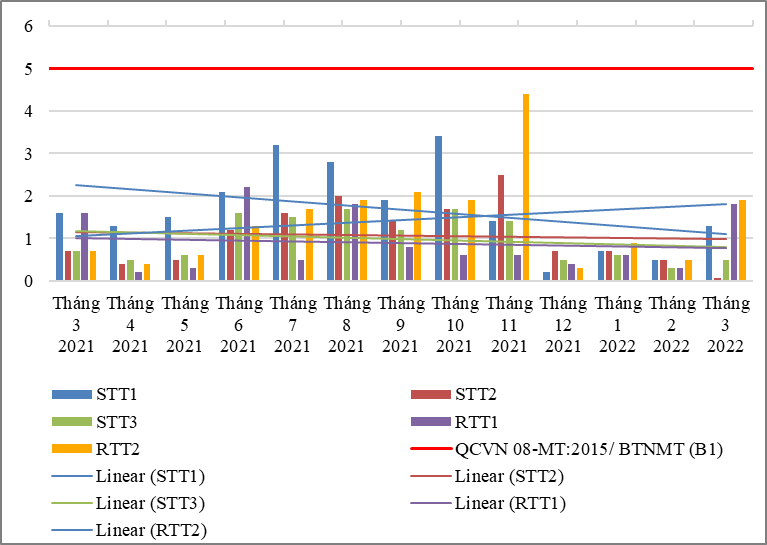 6
5
4
3
2
1
0
Tháng Tháng Tháng Tháng Tháng Tháng Tháng Tháng Tháng Tháng Tháng Tháng Tháng
3 4 5 6 7 8 9 10 11 12 1 2 3
2021 2021 2021 2021 2021 2021 2021 2021 2021 2021 2022 2022 2022
STT1 STT2
STT3 RTT1
RTT2 QCVN 08-MT:2015/ BTNMT (B1)
Linear (STT1) Linear (STT2)
Linear (STT3) Linear (RTT1)
Linear (RTT2)